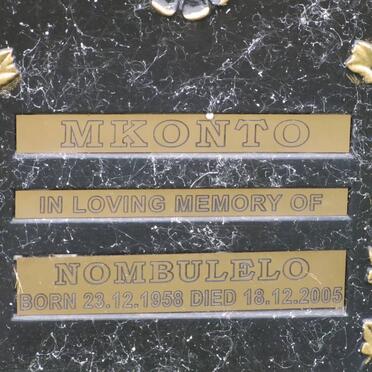 MKONTO
IN LOVING MEMORY OF
NOMBULELO
BORN 23.12.1958 DIED 18.12.2005